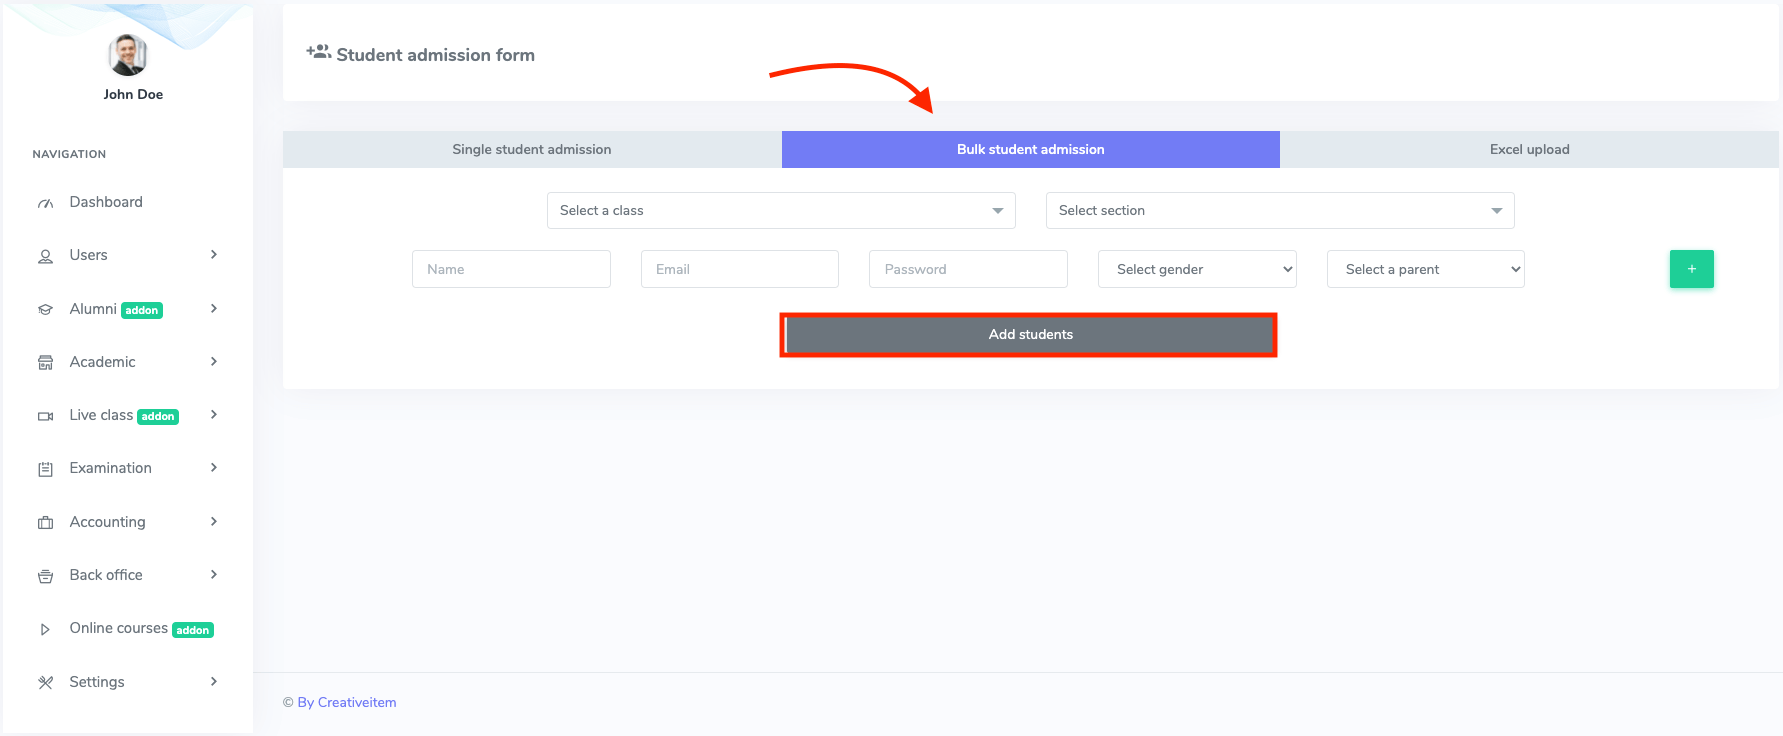 John Doe
NAVIGATION
Dashboard
Users
Alumni addon
Academic
Live class addon
Examination
Accounting
Back office
Online courses addon
Settings
Student admission form
Single student admission
Bulk student admission
Excel upload
Select a class
Select section
Name
Email
Password
Select gender
Select a parent
+
Add students
© By Creativeitem